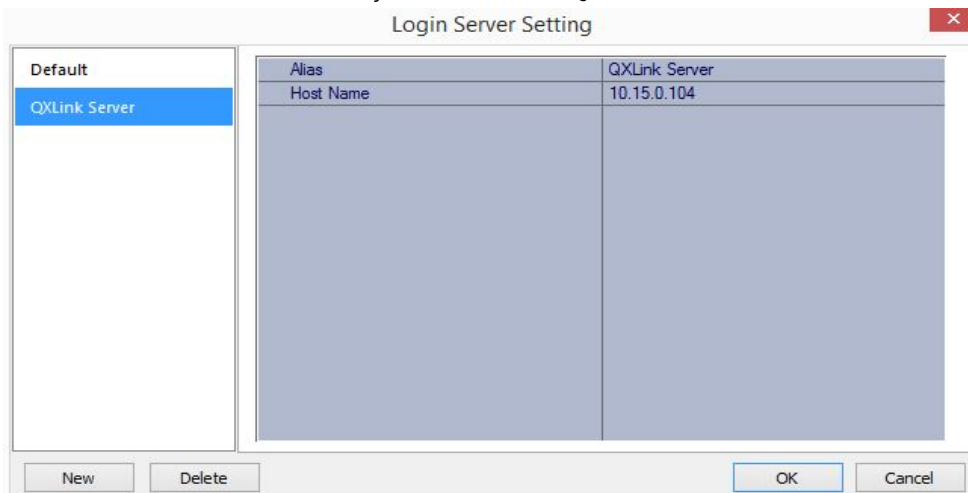 Login Server Setting
Default
QXLink Server
Alias QXLink Server
Host Name 10.15.0.104
New Delete OK Cancel